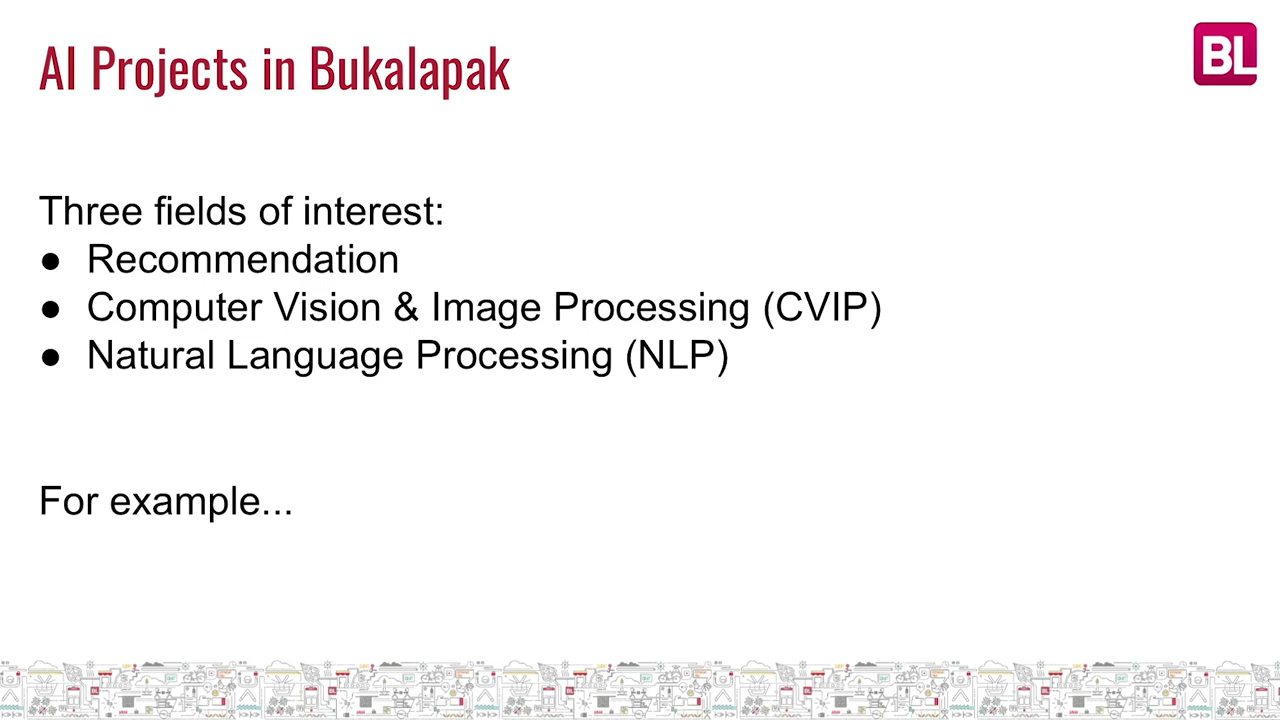 AI Projects in Bukalapak
BL
Three fields of interest:
● Recommendation
● Computer Vision & Image Processing (CVIP)
● Natural Language Processing (NLP)
For example...